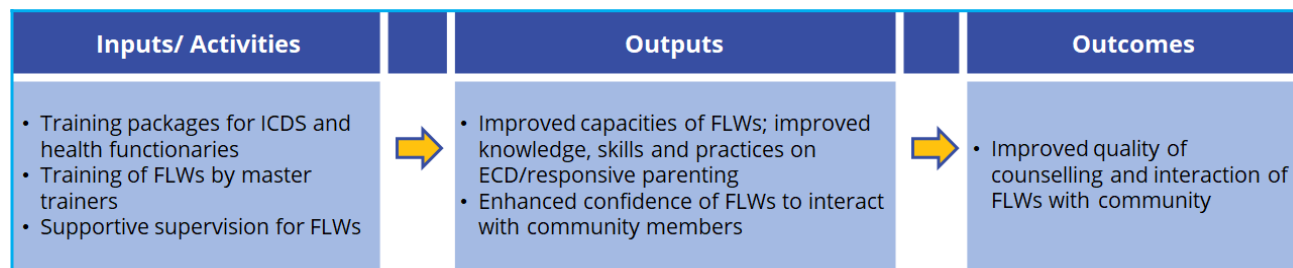 Inputs/ Activities
Outputs
Outcomes
• Training packages for ICDS and
health functionaries
• Training of FLWs by master
trainers
• Supportive supervision for FLWs
• Improved capacities of FLWs; improved
knowledge, skills and practices on
ECD/responsive parenting
• Enhanced confidence of FLWs to interact
with community members
• Improved quality of
counselling and interaction of
FLWs with community